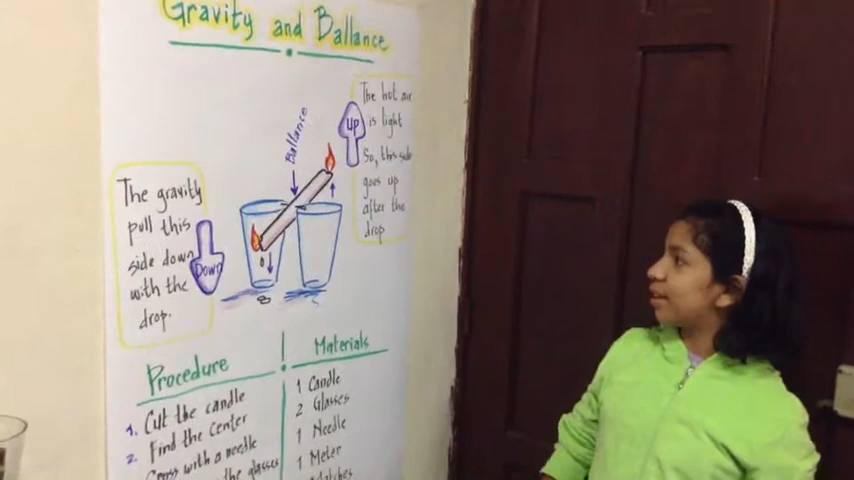 Gravity and Ballance
The hot air
is light
So, this side
goes up
after the
drop
UP
Ballance
The gravity
pull this
side down
with the
drop.
Down
Procedure
1. Cut the candle
2. Find the center
Cross with a needle
the glasses
Materials
1 Candle
2 Glasses
1 Needle
1 Meter
Matches